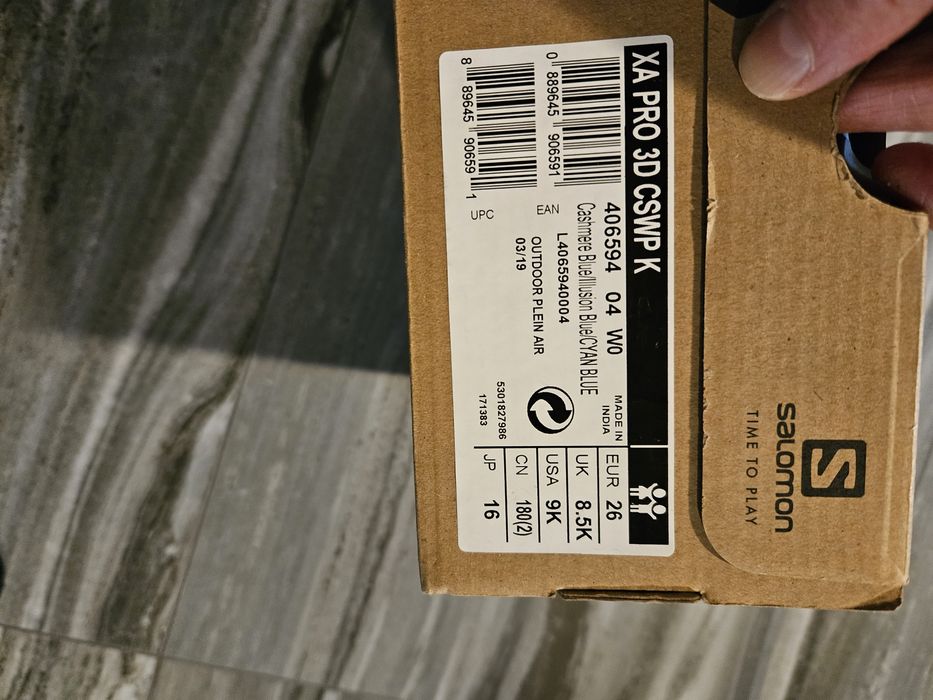 XA PRO 3D CSWP K
406594 04 W0
Cashmere Blue/Illusion Blue/CYAN BLUE
MADE IN
INDIA
0 889645 906591
EAN
L4065940004
OUTDOOR PLEIN AIR
03/19
8 89645 90659 1
UPC
5301827986
171383
EUR 26
UK 8.5K
USA 9K
CN 180(2)
JP 16
S
SALOMON
TIME TO PLAY